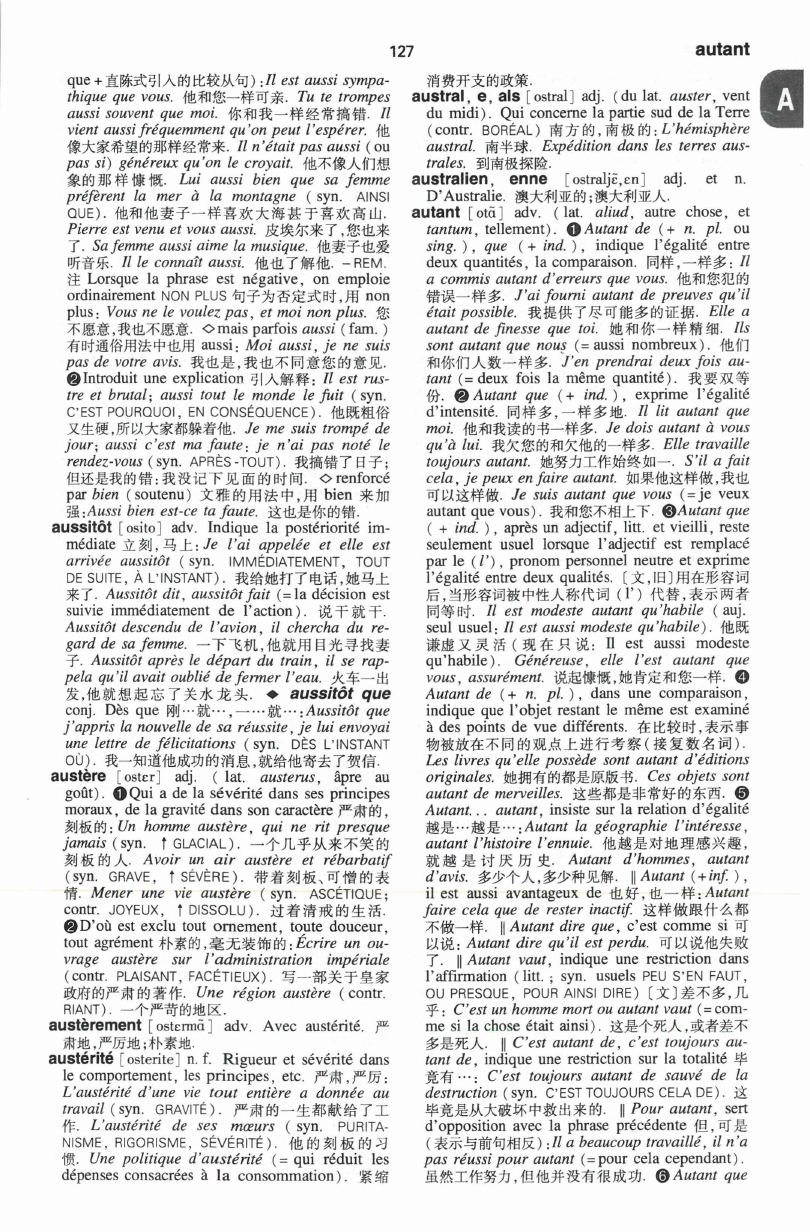 127
autant
A
que + 直陈式引入的比较从句) : Il est aussi sympa-
thique que vous. 他和您一样可亲. Tu te trompes
aussi souvent que moi. 你和我一样经常搞错. Il
vient aussi fréquemment qu'on peut l'espérer. 他
像大家希望的那样经常来. Il n'était pas aussi ( ou
pas si) généreux qu'on le croyait. 他不像人们想
象的那样慷慨. Lui aussi bien que sa femme
préfèrent la mer à la montagne ( syn. AINSI
QUE) . 他和他妻子一样喜欢大海甚于喜欢高山.
Pierre est venu et vous aussi. 皮埃尔来了,您也来
了. Sa femme aussi aime la musique. 他妻子也爱
听音乐. Il le connaît aussi. 他也了解他. – REM.
注 Lorsque la phrase est négative, on emploie
ordinairement NON PLUS 句子为否定式时,用 non
plus : Vous ne le voulez pas, et moi non plus. 您
不愿意,我也不愿意. ◇mais parfois aussi ( fam. )
有时通俗用法中也用 aussi: Moi aussi, je ne suis
pas de votre avis. 我也是,我也不同意您的意见.
❷Introduit une explication 引入解释: Il est rus-
tre et brutal; aussi tout le monde le fuit ( syn.
C'EST POURQUOI, EN CONSÉQUENCE) . 他既粗俗
又生硬,所以大家都躲着他. Je me suis trompé de
jour; aussi c'est ma faute: je n'ai pas noté le
rendez-vous ( syn. APRÈS -TOUT) . 我搞错了日子;
但还是我的错:我没记下见面的时间. ◇renforcé
par bien ( soutenu) 文雅的用法中,用 bien 来加
强:Aussi bien est-ce ta faute. 这也是你的错.
aussitôt [ osito] adv. Indique la postériorité im-
médiate 立刻,马上: Je l'ai appelée et elle est
arrivée aussitôt ( syn. IMMÉDIATEMENT, TOUT
DE SUITE, À L'INSTANT) . 我给她打了电话,她马上
来了. Aussitôt dit, aussitôt fait (= la décision est
suivie immédiatement de l'action) . 说干就干.
Aussitôt descendu de l'avion, il chercha du re-
gard sa femme. 一下飞机,他就用目光寻找妻
子. Aussitôt après le départ du train, il se rap-
pela qu'il avait oublié de fermer l'eau. 火车一出
发,他就想起忘了关水龙头. ◆ aussitôt que
conj. Dès que 刚…就…,一…就…: Aussitôt que
j'appris la nouvelle de sa réussite, je lui envoyai
une lettre de félicitations ( syn. DÈS L'INSTANT
OÙ) . 我一知道他成功的消息,就给他寄去了贺信.
austère [ ostɛr] adj. ( lat. austerus, âpre au
goût) . ❶Qui a de la sévérité dans ses principes
moraux, de la gravité dans son caractère 严肃的,
刻板的: Un homme austère, qui ne rit presque
jamais ( syn. ↑ GLACIAL) . 一个几乎从来不笑的
刻板的人. Avoir un air austère et rébarbatif
( syn. GRAVE, ↑ SÉVÈRE) . 带着刻板、可憎的表
情. Mener une vie austère ( syn. ASCÉTIQUE;
contr. JOYEUX, ↑ DISSOLU) . 过着清戒的生活.
❷D'où est exclu tout ornement, toute douceur,
tout agrément 朴素的,毫无装饰的: Écrire un ou-
vrage austère sur l'administration impériale
( contr. PLAISANT, FACÉTIEUX) . 写一部关于皇家
政府的严肃的著作. Une région austère ( contr.
RIANT) . 一个严苛的地区.
austèrement [ ostɛrmɑ̃] adv. Avec austérité. 严
肃地,严厉地;朴素地.
austérité [ osterite] n. f. Rigueur et sévérité dans
le comportement, les principes, etc. 严肃,严厉:
L'austérité d'une vie tout entière a donnée au
travail ( syn. GRAVITÉ) . 严肃的一生都献给了工
作. L'austérité de ses mœurs ( syn. PURITA-
NISME, RIGORISME, SÉVÉRITÉ) . 他的刻板的习
惯. Une politique d'austérité (= qui réduit les
dépenses consacrées à la consommation) . 紧缩
消费开支的政策.
austral, e, als [ ostral] adj. ( du lat. auster, vent
du midi) . Qui concerne la partie sud de la Terre
( contr. BORÉAL) 南方的,南极的: L'hémisphère
austral. 南半球. Expédition dans les terres aus-
trales. 到南极探险.
australien, enne [ ostraljɛ̃,ɛn] adj. et n.
D'Australie. 澳大利亚的;澳大利亚人.
autant [ otɑ̃] adv. ( lat. aliud, autre chose, et
tantum, tellement) . ❶Autant de ( + n. pl. ou
sing. ) , que ( + ind. ) , indique l'égalité entre
deux quantités, la comparaison. 同样,一样多: Il
a commis autant d'erreurs que vous. 他和您犯的
错误一样多. J'ai fourni autant de preuves qu'il
était possible. 我提供了尽可能多的证据. Elle a
autant de finesse que toi. 她和你一样精细. Ils
sont autant que nous (= aussi nombreux) . 他们
和你们人数一样多. J'en prendrai deux fois au-
tant (= deux fois la même quantité) . 我要双等
份. ❷ Autant que ( + ind. ) , exprime l'égalité
d'intensité. 同样多,一样多地. Il lit autant que
moi. 他和我读的书一样多. Je dois autant à vous
qu'à lui. 我欠您的和欠他的一样多. Elle travaille
toujours autant. 她努力工作始终如一. S'il a fait
cela, je peux en faire autant. 如果他这样做,我也
可以这样做. Je suis autant que vous (= je veux
autant que vous) . 我和您不相上下. ❸Autant que
( + ind. ) , après un adjectif, litt. et vieilli, reste
seulement usuel lorsque l'adjectif est remplacé
par le ( l') , pronom personnel neutre et exprime
l'égalité entre deux qualités. [文,旧]用在形容词
后,当形容词被中性人称代词 ( l') 代替,表示两者
同等时. Il est modeste autant qu'habile ( auj.
seul usuel: Il est aussi modeste qu'habile) . 他既
谦虚又灵活 ( 现在只说: Il est aussi modeste
qu'habile) . Généreuse, elle l'est autant que
vous, assurément. 说起慷慨,她肯定和您一样. ❹
Autant de ( + n. pl. ) , dans une comparaison,
indique que l'objet restant le même est examiné
à des points de vue différents. 在比较时,表示事
物被放在不同的观点上进行考察(接复数名词).
Les livres qu'elle possède sont autant d'éditions
originales. 她拥有的都是原版书. Ces objets sont
autant de merveilles. 这些都是非常好的东西. ❺
Autant. . . autant, insiste sur la relation d'égalité
越是…越是…: Autant la géographie l'intéresse,
autant l'histoire l'ennuie. 他越是对地理感兴趣,
就越是讨厌历史. Autant d'hommes, autant
d'avis. 多少个人,多少种见解. ‖ Autant ( + inf. ) ,
il est aussi avantageux de 也好,也一样: Autant
faire cela que de rester inactif. 这样做跟什么都
不做一样. ‖ Autant dire que, c'est comme si 可
以说: Autant dire qu'il est perdu. 可以说他失败
了. ‖ Autant vaut, indique une restriction dans
l'affirmation ( litt. ; syn. usuels PEU S'EN FAUT,
OU PRESQUE, POUR AINSI DIRE) [文]差不多,几
乎: C'est un homme mort ou autant vaut (= com-
me si la chose était ainsi) . 这是个死人,或者差不
多是死人. ‖ C'est autant de, c'est toujours au-
tant de, indique une restriction sur la totalité 毕
竟有…: C'est toujours autant de sauvé de la
destruction ( syn. C'EST TOUJOURS CELA DE) . 这
毕竟是从大破坏中救出来的. ‖ Pour autant, sert
d'opposition avec la phrase précédente 但,可是
(表示与前句相反) : Il a beaucoup travaillé, il n'a
pas réussi pour autant (= pour cela cependant) .
虽然工作努力,但他并没有很成功. ❻ Autant que